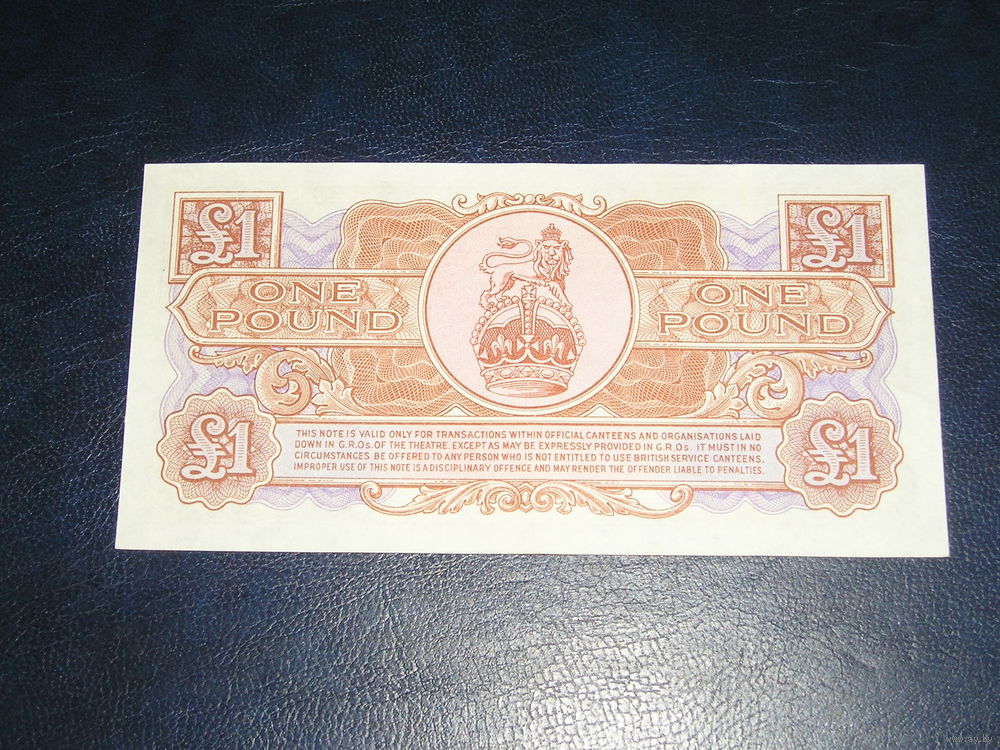 £1 £1
ONE POUND ONE POUND
£1 £1
THIS NOTE IS VALID ONLY FOR TRANSACTIONS WITHIN OFFICIAL CANTEENS AND ORGANISATIONS LAID
DOWN IN G.R.Os. OF THE THEATRE. EXCEPT AS MAY BE EXPRESSLY PROVIDED IN G.R.Os. IT MUST IN NO
CIRCUMSTANCES BE OFFERED TO ANY PERSON WHO IS NOT ENTITLED TO USE BRITISH SERVICE CANTEENS.
IMPROPER USE OF THIS NOTE IS A DISCIPLINARY OFFENCE AND MAY RENDER THE OFFENDER LIABLE TO PENALTIES.
www.ay.by